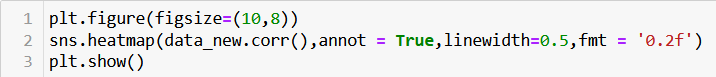 1 plt.figure(figsize=(10,8))
2 sns.heatmap(data_new.corr(),annot = True,linewidth=0.5,fmt = '0.2f')
3 plt.show()